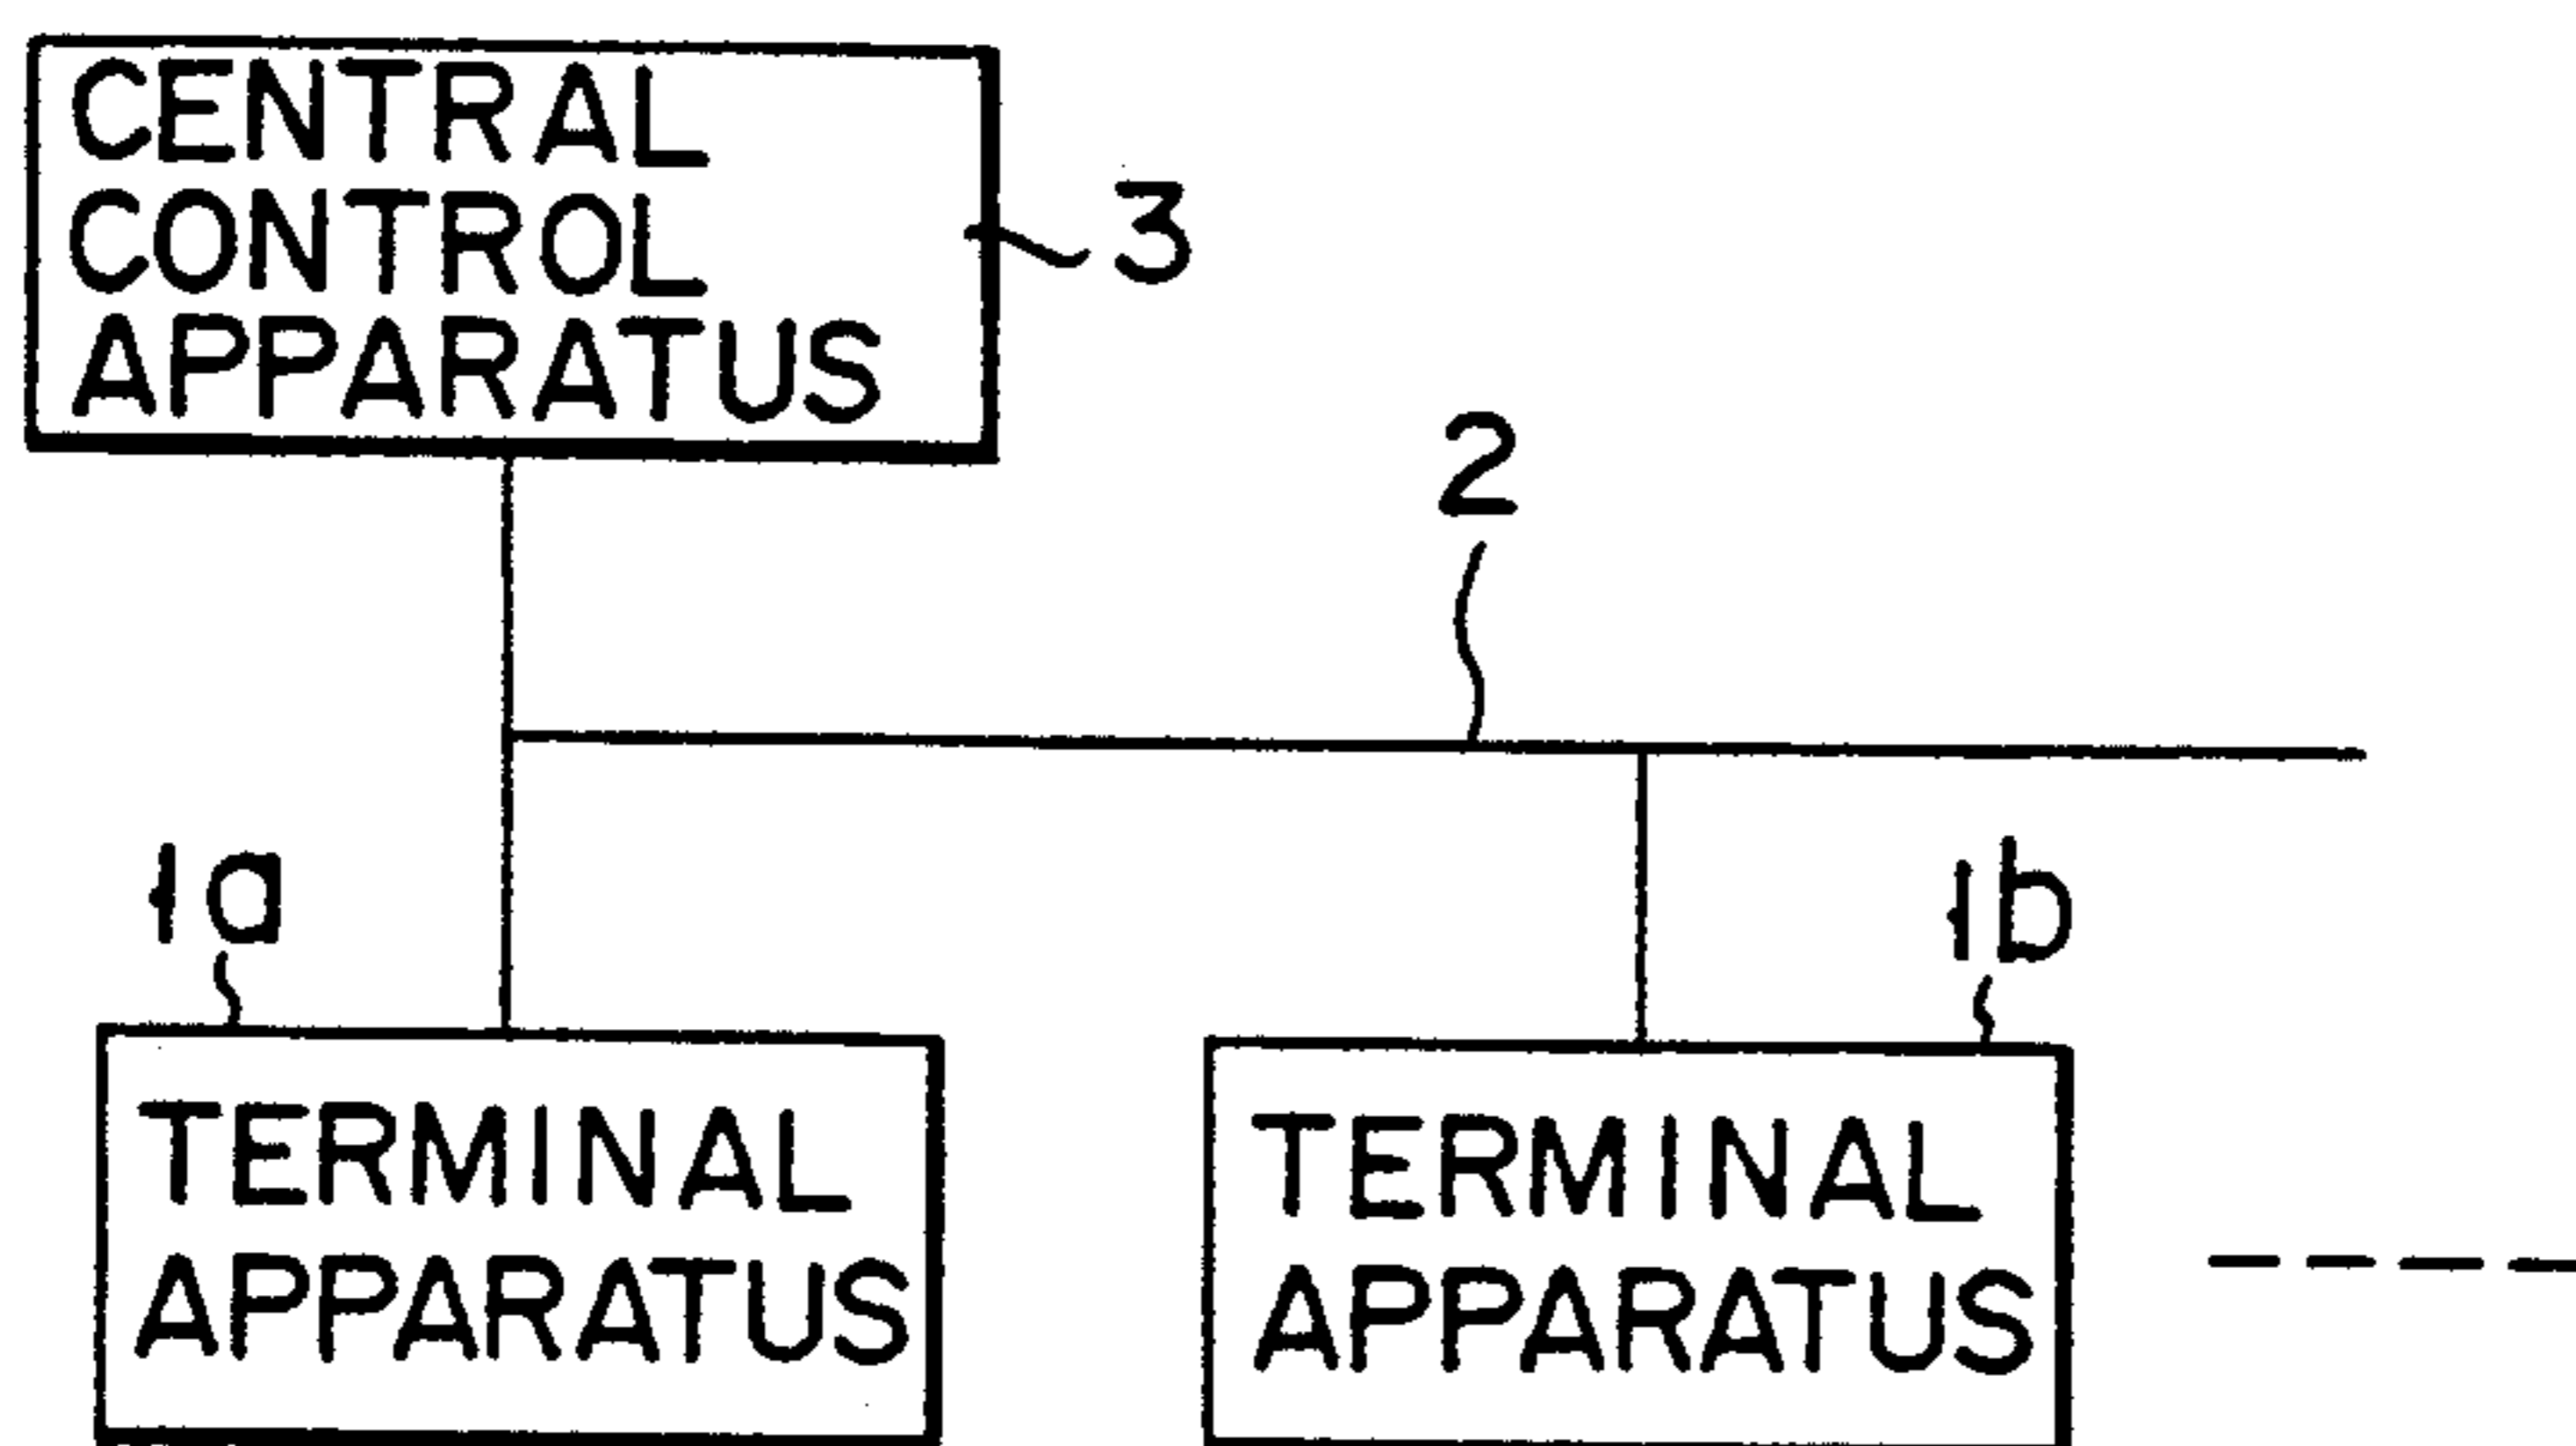 CENTRAL
CONTROL
APPARATUS
3
2
1a
1b
TERMINAL
APPARATUS
TERMINAL
APPARATUS